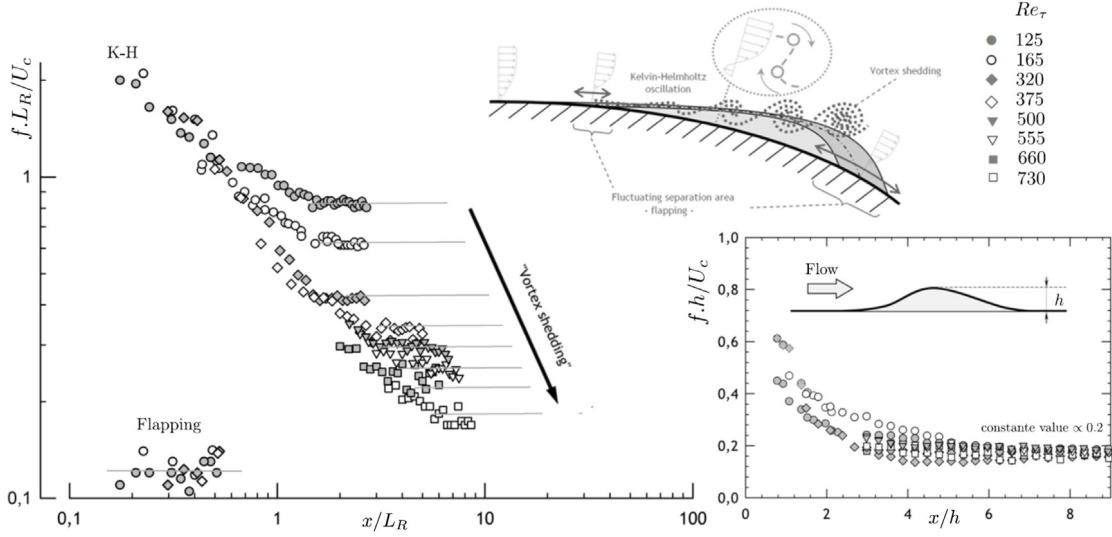 Re_τ
125
165
320
375
500
555
660
730
K-H
f.L_R/U_c
1
0,1
Flapping
0,1
1
10
100
x/L_R
"Vortex shedding"
Kelvin-Helmholtz
oscillation
Vortex shedding
Fluctuating separation area
- flapping -
f.h/U_c
1,0
0,8
0,6
0,4
0,2
0,0
Flow
h
constante value ∝ 0.2
0
2
4
6
8
x/h